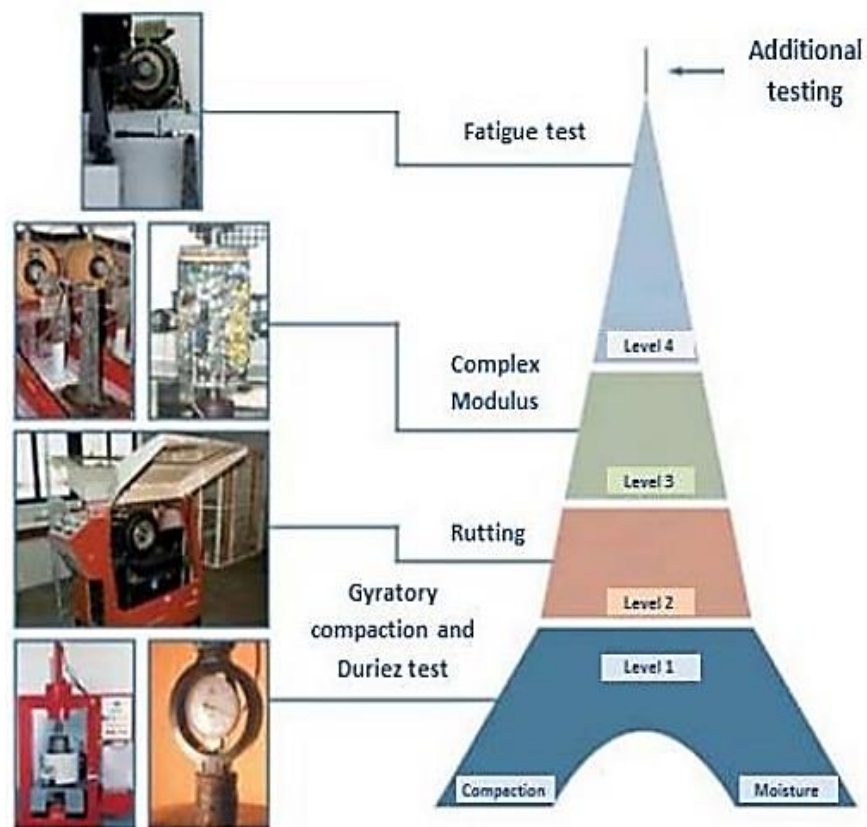 Additional
testing
Fatigue test
Level 4
Complex
Modulus
Level 3
Rutting
Level 2
Gyratory
compaction and
Duriez test
Level 1
Compaction
Moisture